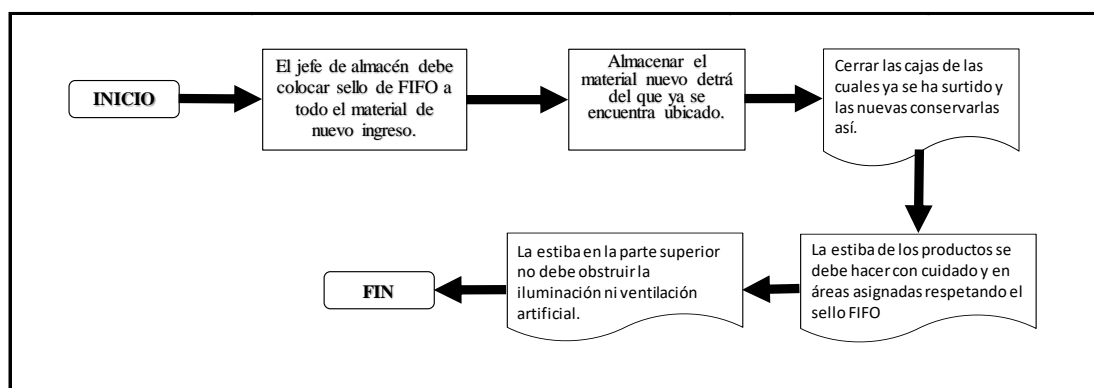 INICIO
El jefe de almacén debe
colocar sello de FIFO a
todo el material de
nuevo ingreso.
Almacenar el
material nuevo detrá
del que ya se
encuentra ubicado.
Cerrar las cajas de las
cuales ya se ha surtido y
las nuevas conservarlas
así.
La estiba de los productos se
debe hacer con cuidado y en
áreas asignadas respetando el
sello FIFO
La estiba en la parte superior
no debe obstruir la
iluminación ni ventilación
artificial.
FIN